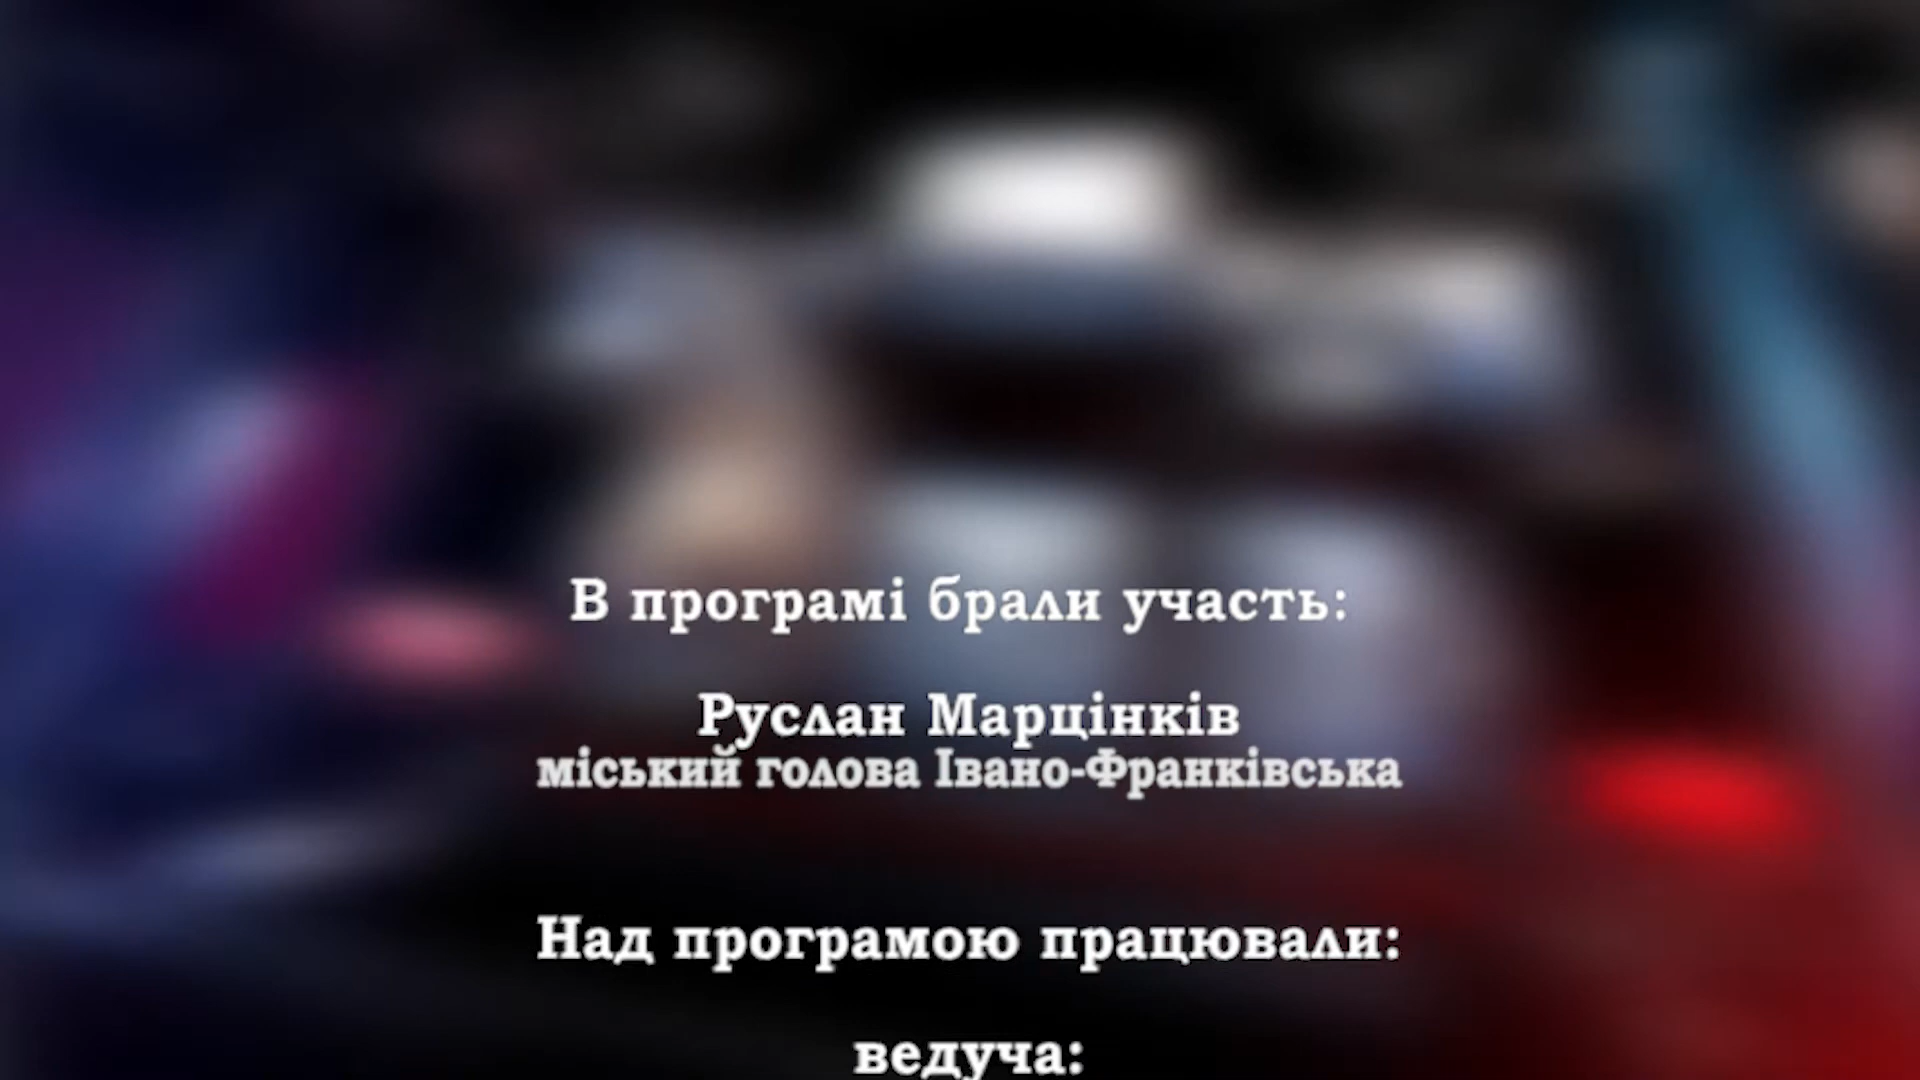 В програмі брали участь:
Руслан Марцінків
міський голова Івано-Франківська
Над програмою працювали:
ведуча: